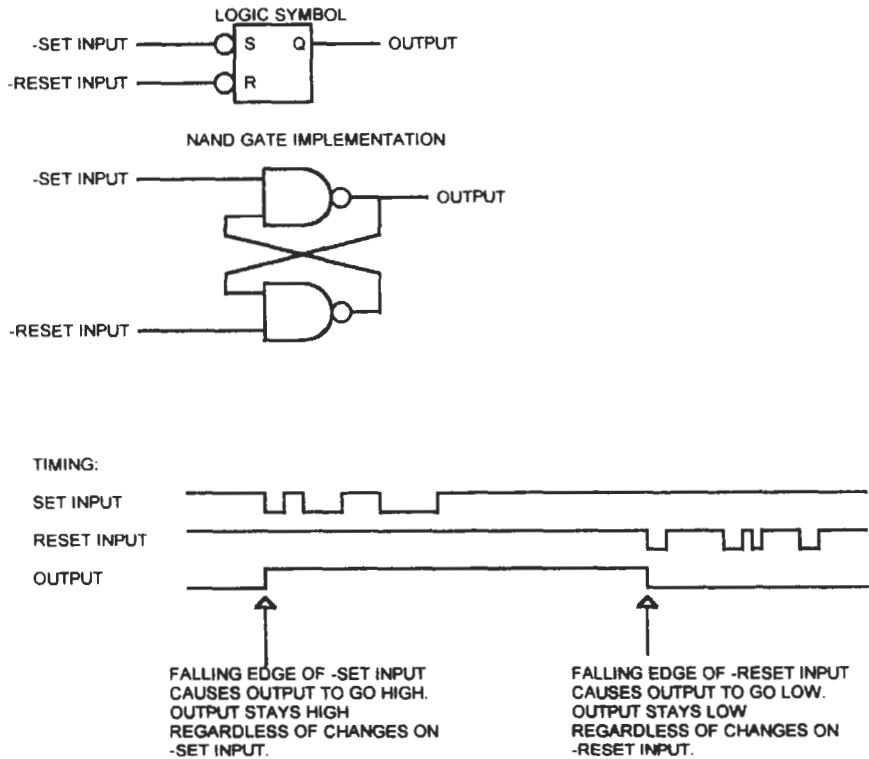 LOGIC SYMBOL
-SET INPUT
S Q
OUTPUT
-RESET INPUT
R
NAND GATE IMPLEMENTATION
-SET INPUT
OUTPUT
-RESET INPUT
TIMING:
SET INPUT
RESET INPUT
OUTPUT
FALLING EDGE OF -SET INPUT
CAUSES OUTPUT TO GO HIGH.
OUTPUT STAYS HIGH
REGARDLESS OF CHANGES ON
-SET INPUT.
FALLING EDGE OF -RESET INPUT
CAUSES OUTPUT TO GO LOW.
OUTPUT STAYS LOW
REGARDLESS OF CHANGES ON
-RESET INPUT.